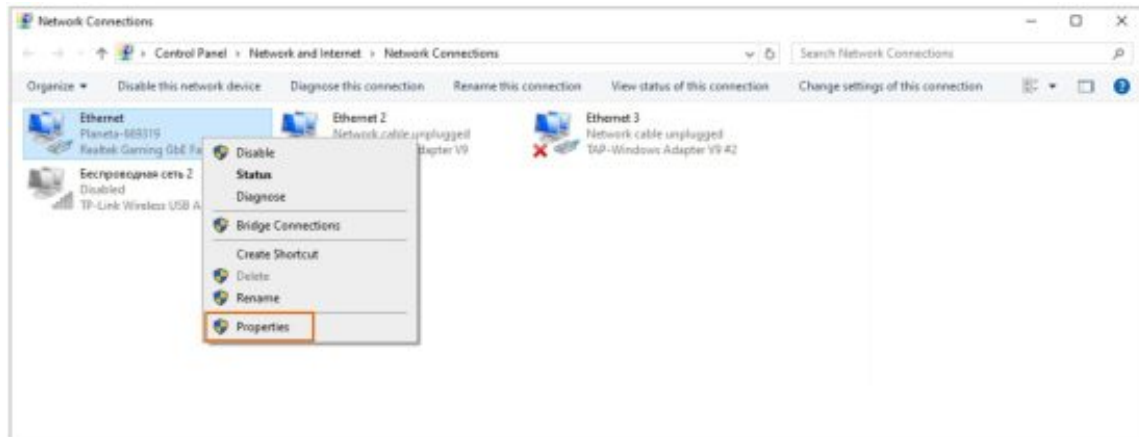 Network Connections
Control Panel › Network and Internet › Network Connections
Search Network Connections
Organize
Disable this network device
Diagnose this connection
Rename this connection
View status of this connection
Change settings of this connection
Ethernet
Planeta-669319
Realtek Gaming GbE Fa
Ethernet 2
Network cable unplugged
dapter V9
Ethernet 3
Network cable unplugged
TAP-Windows Adapter V9 #2
Беспроводная сеть 2
Disabled
TP-Link Wireless USB A
Disable
Status
Diagnose
Bridge Connections
Create Shortcut
Delete
Rename
Properties